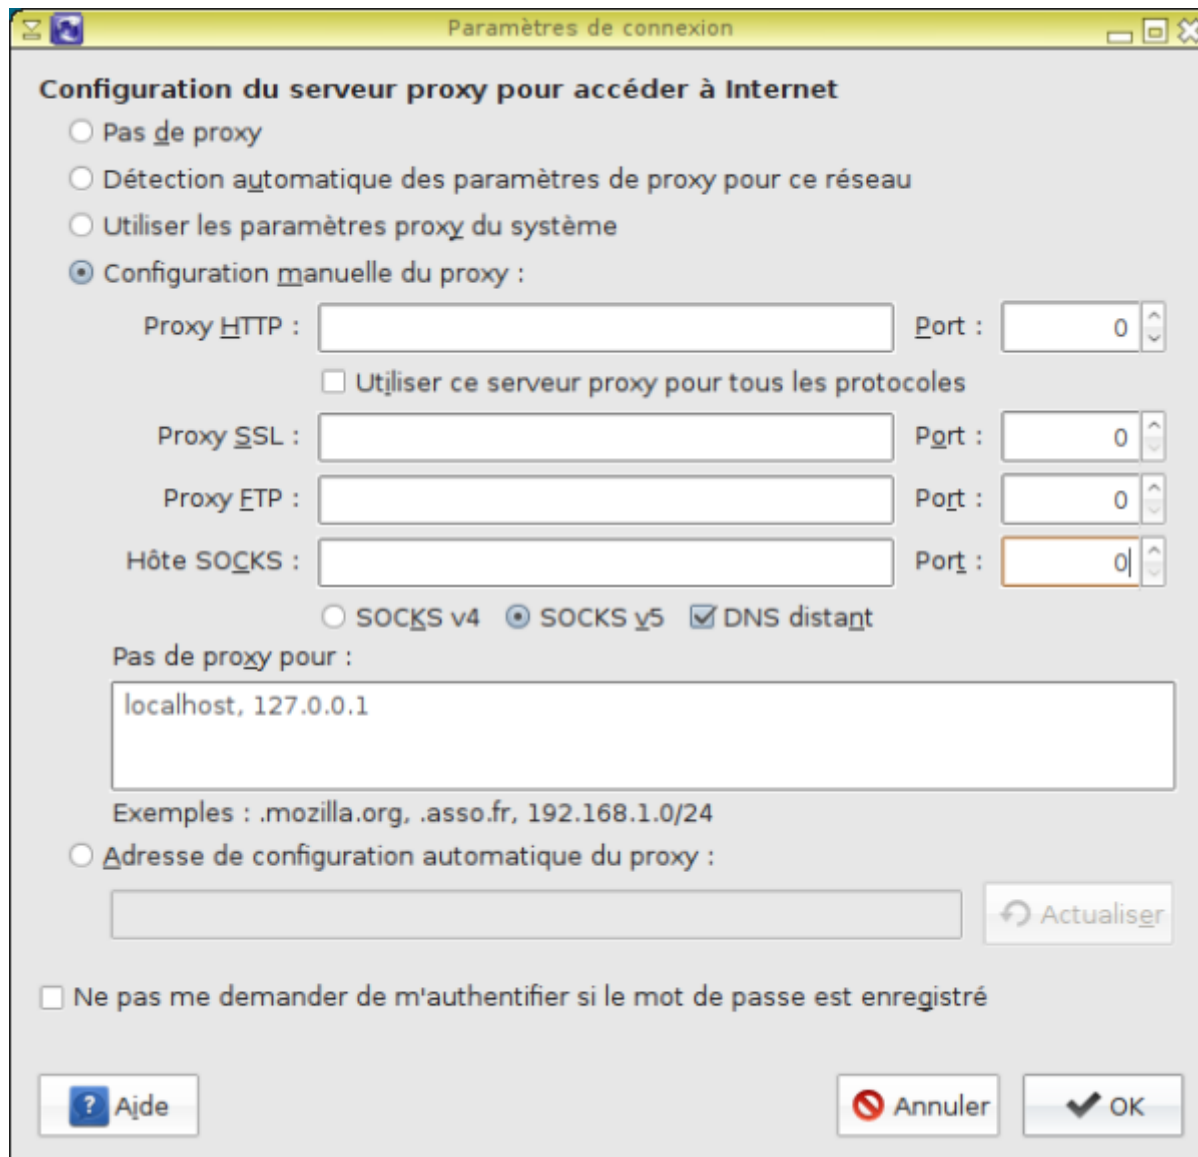 Paramètres de connexion
Configuration du serveur proxy pour accéder à Internet
Pas de proxy
Détection automatique des paramètres de proxy pour ce réseau
Utiliser les paramètres proxy du système
Configuration manuelle du proxy :
Proxy HTTP : Port : 0
Utiliser ce serveur proxy pour tous les protocoles
Proxy SSL : Port : 0
Proxy FTP : Port : 0
Hôte SOCKS : Port : 0
SOCKS v4 SOCKS v5 DNS distant
Pas de proxy pour :
localhost, 127.0.0.1
Exemples : .mozilla.org, .asso.fr, 192.168.1.0/24
Adresse de configuration automatique du proxy :
Actualiser
Ne pas me demander de m'authentifier si le mot de passe est enregistré
? Aide Annuler OK